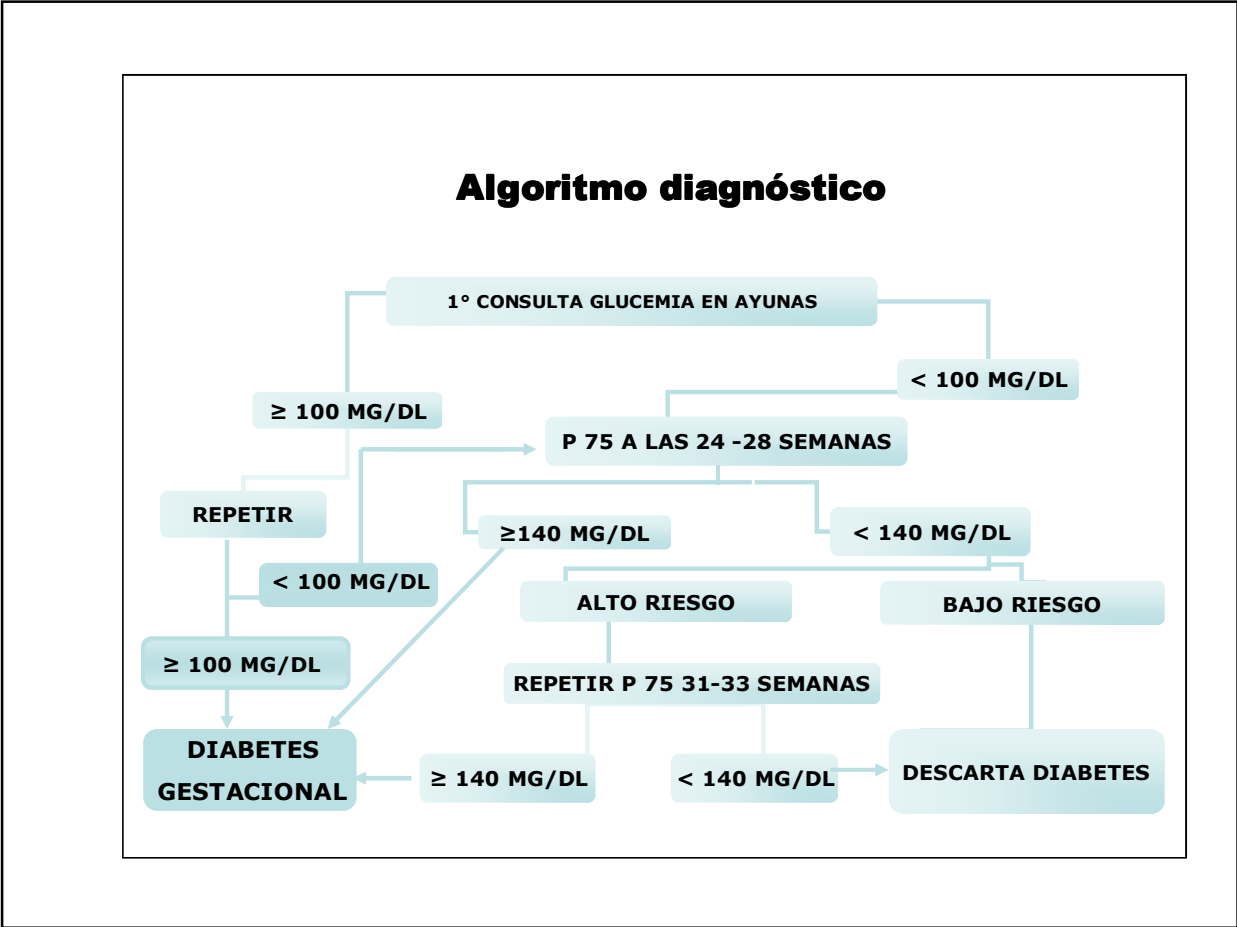 Algoritmo diagnóstico
1° CONSULTA GLUCEMIA EN AYUNAS
< 100 MG/DL
≥ 100 MG/DL
P 75 A LAS 24 -28 SEMANAS
REPETIR
≥140 MG/DL
< 140 MG/DL
< 100 MG/DL
ALTO RIESGO
BAJO RIESGO
≥ 100 MG/DL
REPETIR P 75 31-33 SEMANAS
DIABETES
GESTACIONAL
≥ 140 MG/DL
< 140 MG/DL
DESCARTA DIABETES